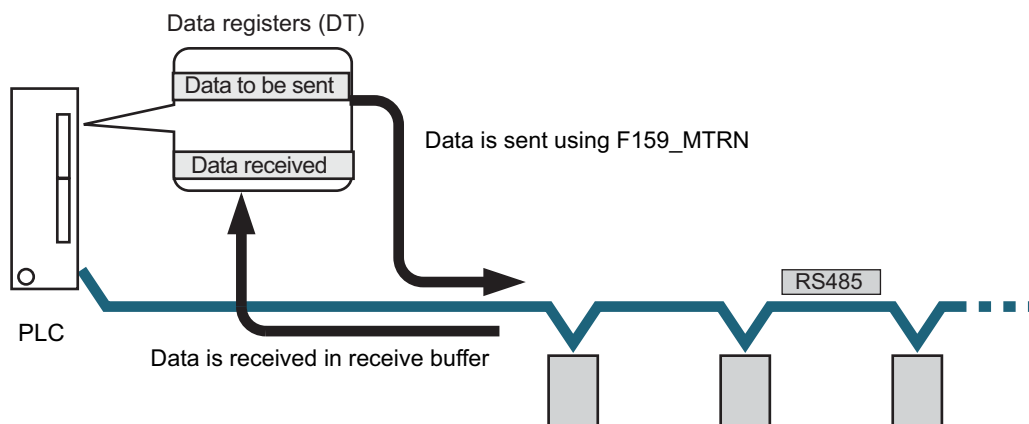 Data registers (DT)
Data to be sent
Data is sent using F159_MTRN
Data received
RS485
PLC
Data is received in receive buffer